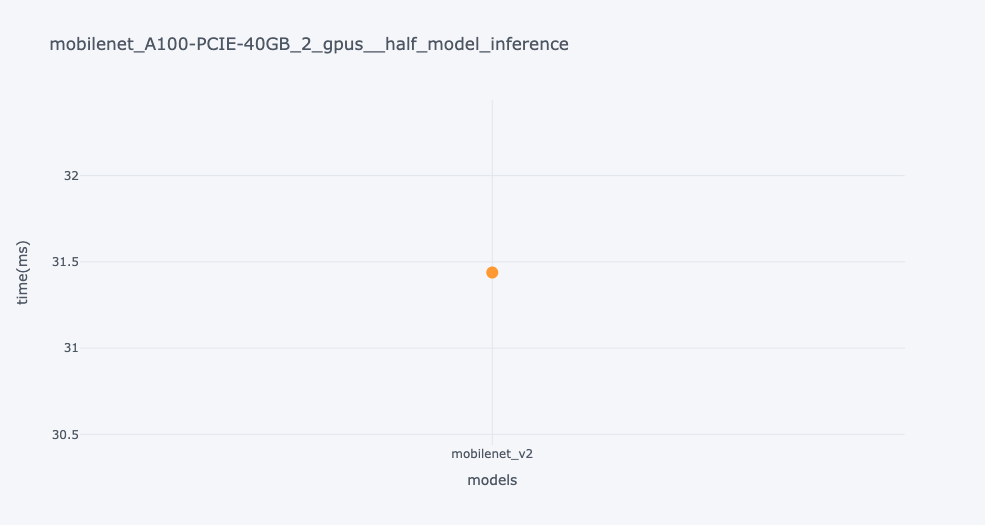 mobilenet_A100-PCIE-40GB_2_gpus__half_model_inference
time(ms)
32
31.5
31
30.5
mobilenet_v2
models